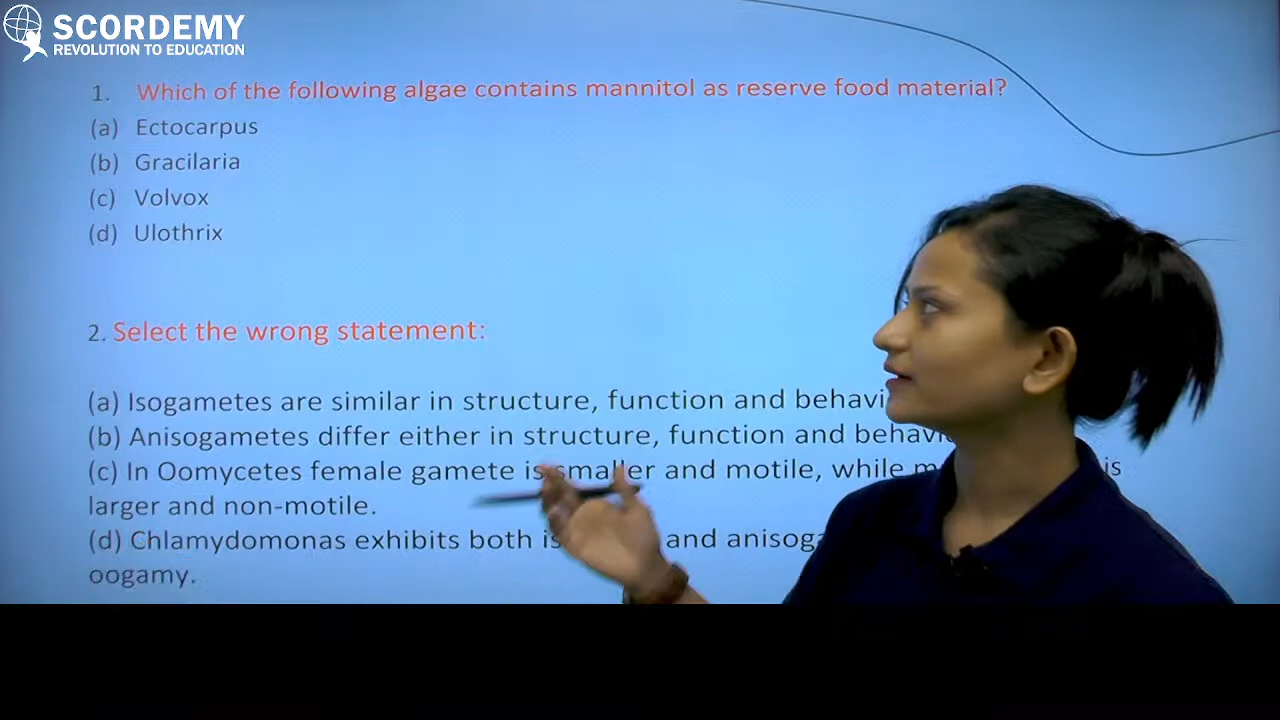 SCORDEMY
REVOLUTION TO EDUCATION
1. Which of the following algae contains mannitol as reserve food material?
(a) Ectocarpus
(b) Gracilaria
(c) Volvox
(d) Ulothrix
2. Select the wrong statement:
(a) Isogametes are similar in structure, function and
(b) Anisogametes differ either in structure, function and
(c) In Oomycetes female gamete is smaller and motile, while is
larger and non-motile.
(d) Chlamydomonas exhibits both and
oogamy.